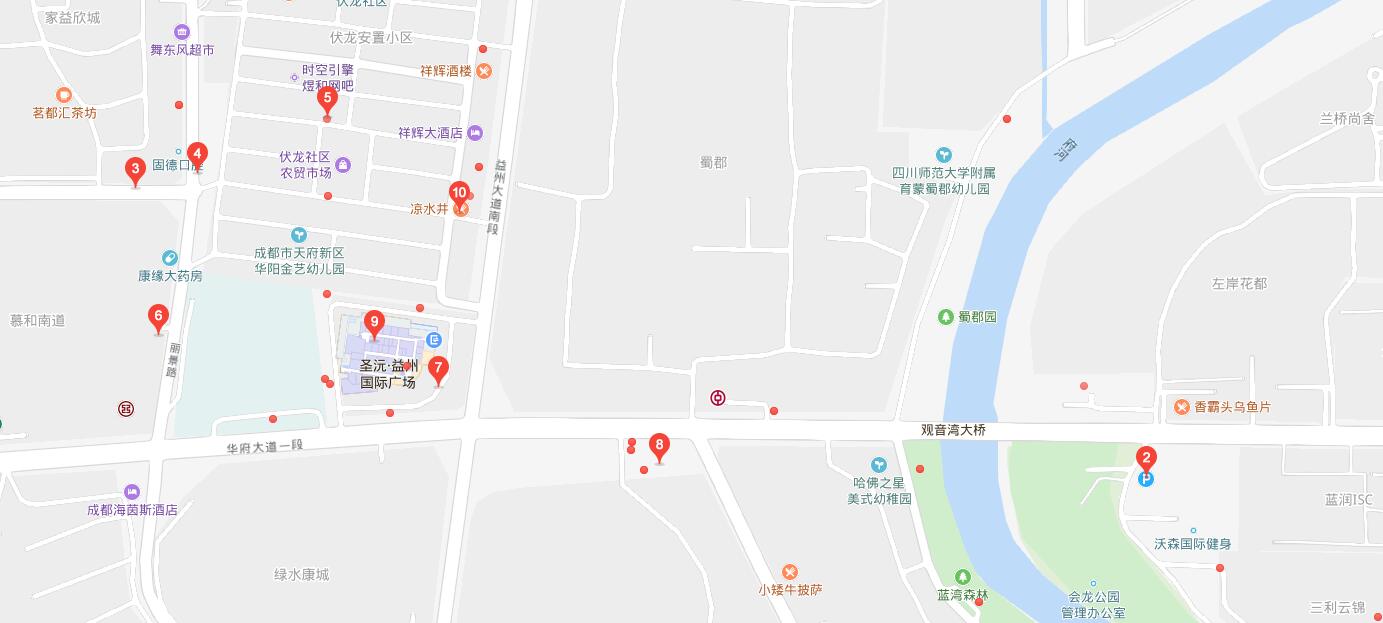 伏龙社区
家益欣城
伏龙安置小区
舞东风超市
时空引擎
煜和网吧
祥辉酒楼
5
茗都汇茶坊
祥辉大酒店
兰桥尚舍
府河
4
3
固德口腔
伏龙社区
农贸市场
蜀郡
四川师范大学附属
育蒙蜀郡幼儿园
益州大道南段
10
凉水井
成都市天府新区
华阳金艺幼儿园
康缘大药房
左岸花都
6
慕和南道
9
蜀郡园
丽景路
圣沅·益州
国际广场
7
香霸头乌鱼片
观音湾大桥
华府大道一段
8
2
哈佛之星
美式幼稚园
成都海茵斯酒店
蓝润ISC
沃森国际健身
绿水康城
小矮牛披萨
蓝湾森林
会龙公园
管理办公室
三利云锦